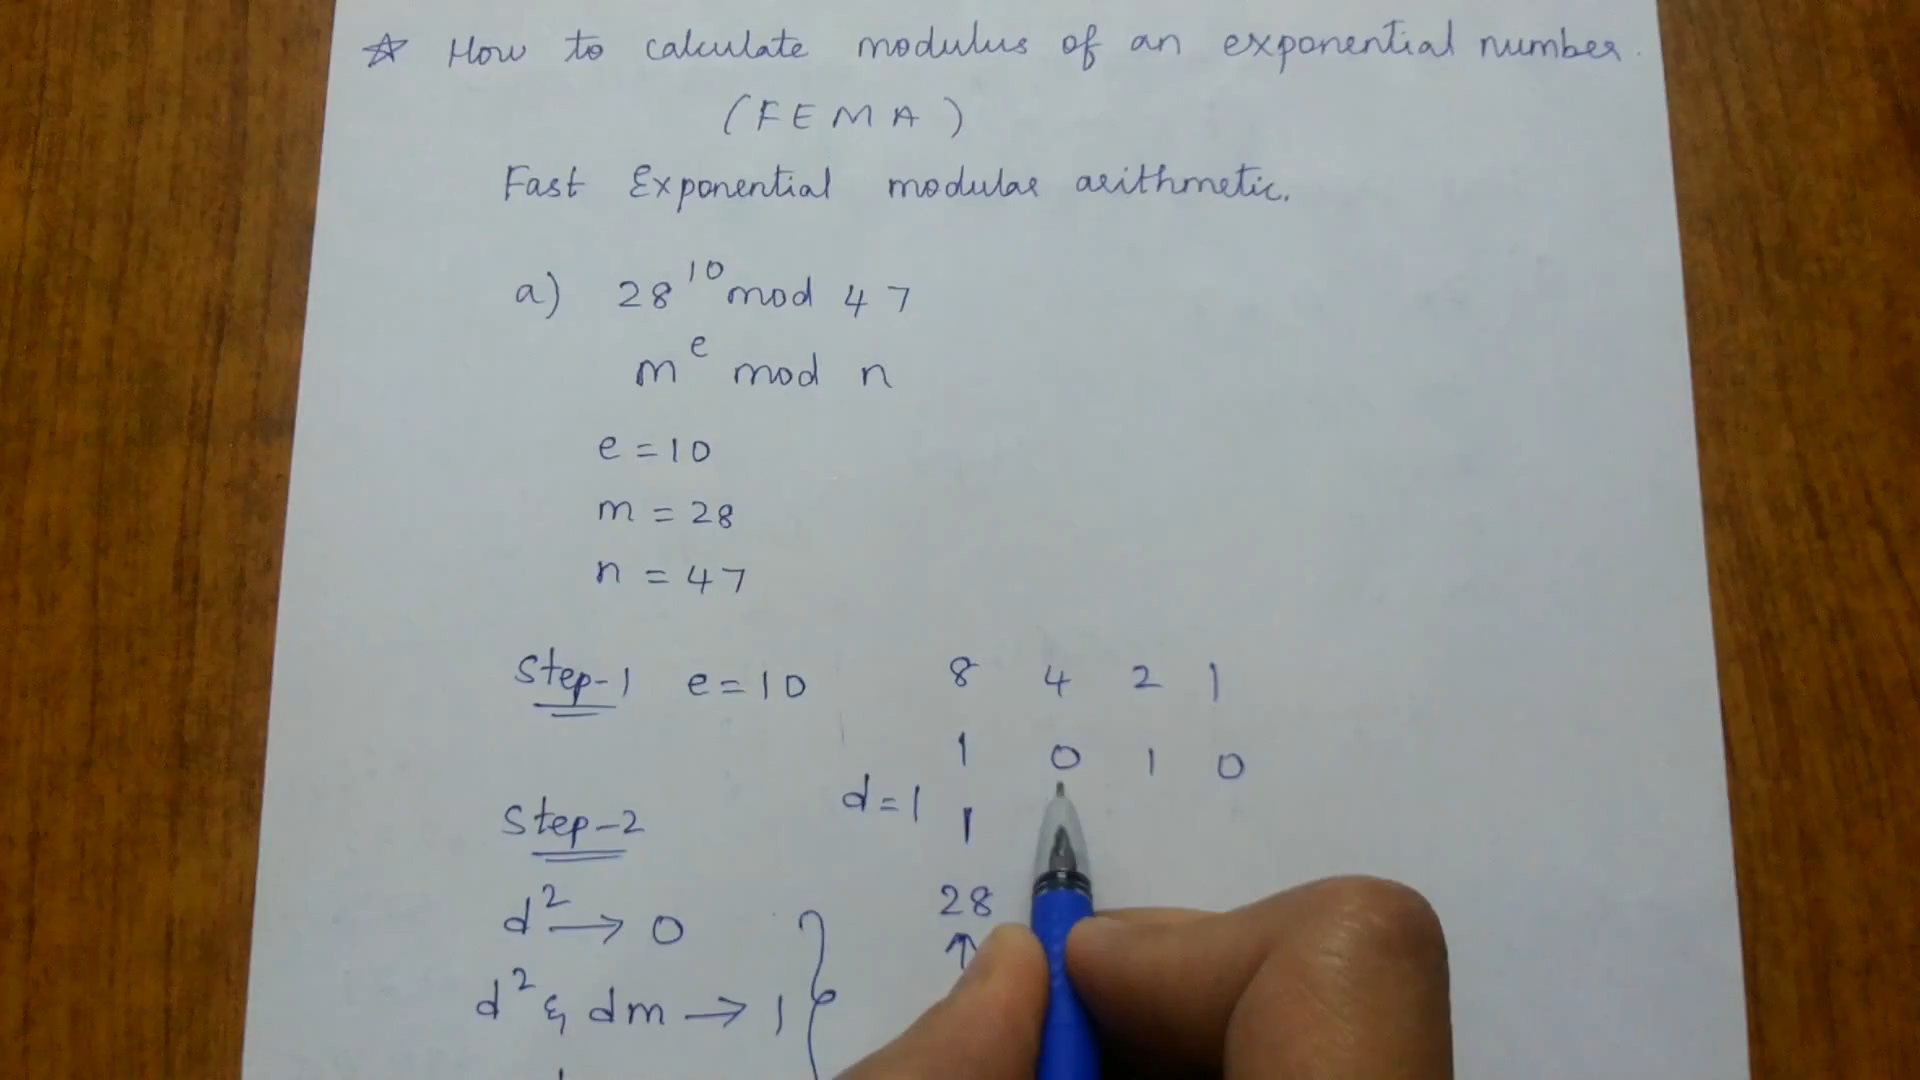 ☆ How to calculate modulus of an exponential number.
(FEMA)
Fast Exponential modular arithmetic.
a) 28^10 mod 47
m^e mod n
e = 10
m = 28
n = 47
Step-1 e = 10 8 4 2 1
1 0 1 0
d = 1 1
Step-2
28
d² → 0
↑
d² & dm → 1